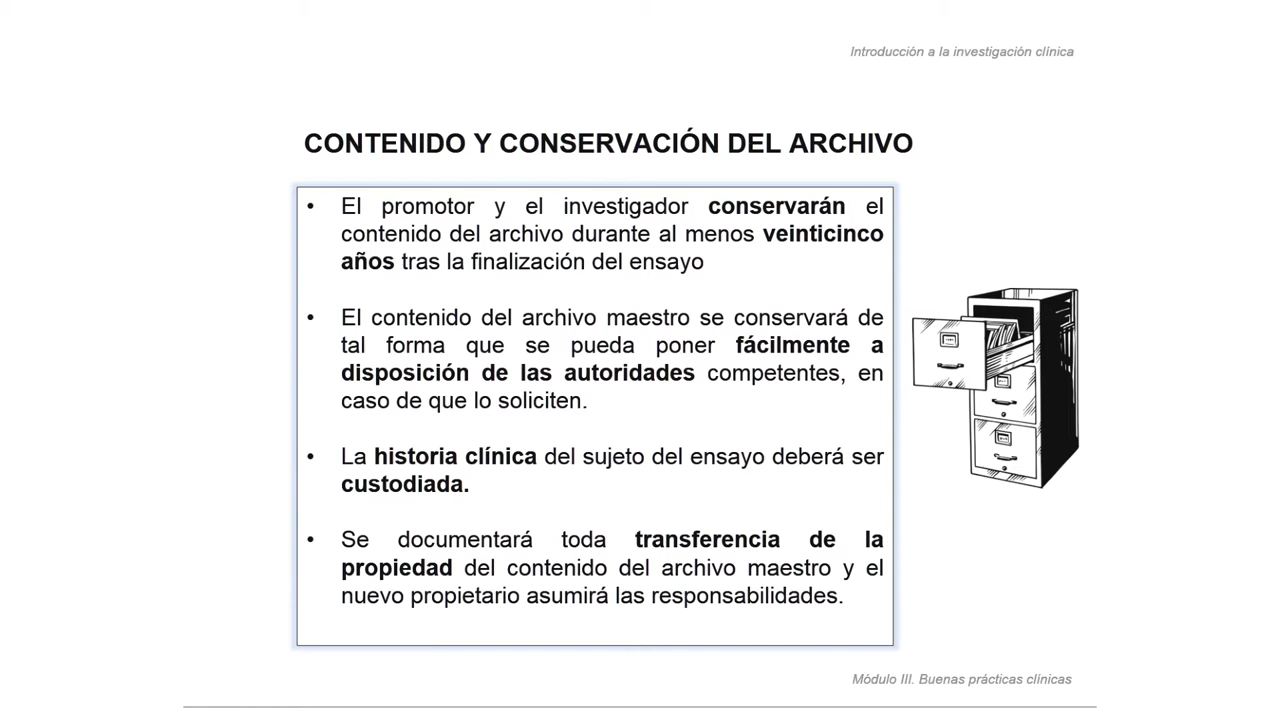 Introducción a la investigación clínica
CONTENIDO Y CONSERVACIÓN DEL ARCHIVO
• El promotor y el investigador conservarán el
contenido del archivo durante al menos veinticinco
años tras la finalización del ensayo
• El contenido del archivo maestro se conservará de
tal forma que se pueda poner fácilmente a
disposición de las autoridades competentes, en
caso de que lo soliciten.
• La historia clínica del sujeto del ensayo deberá ser
custodiada.
• Se documentará toda transferencia de la
propiedad del contenido del archivo maestro y el
nuevo propietario asumirá las responsabilidades.
Módulo III. Buenas prácticas clínicas